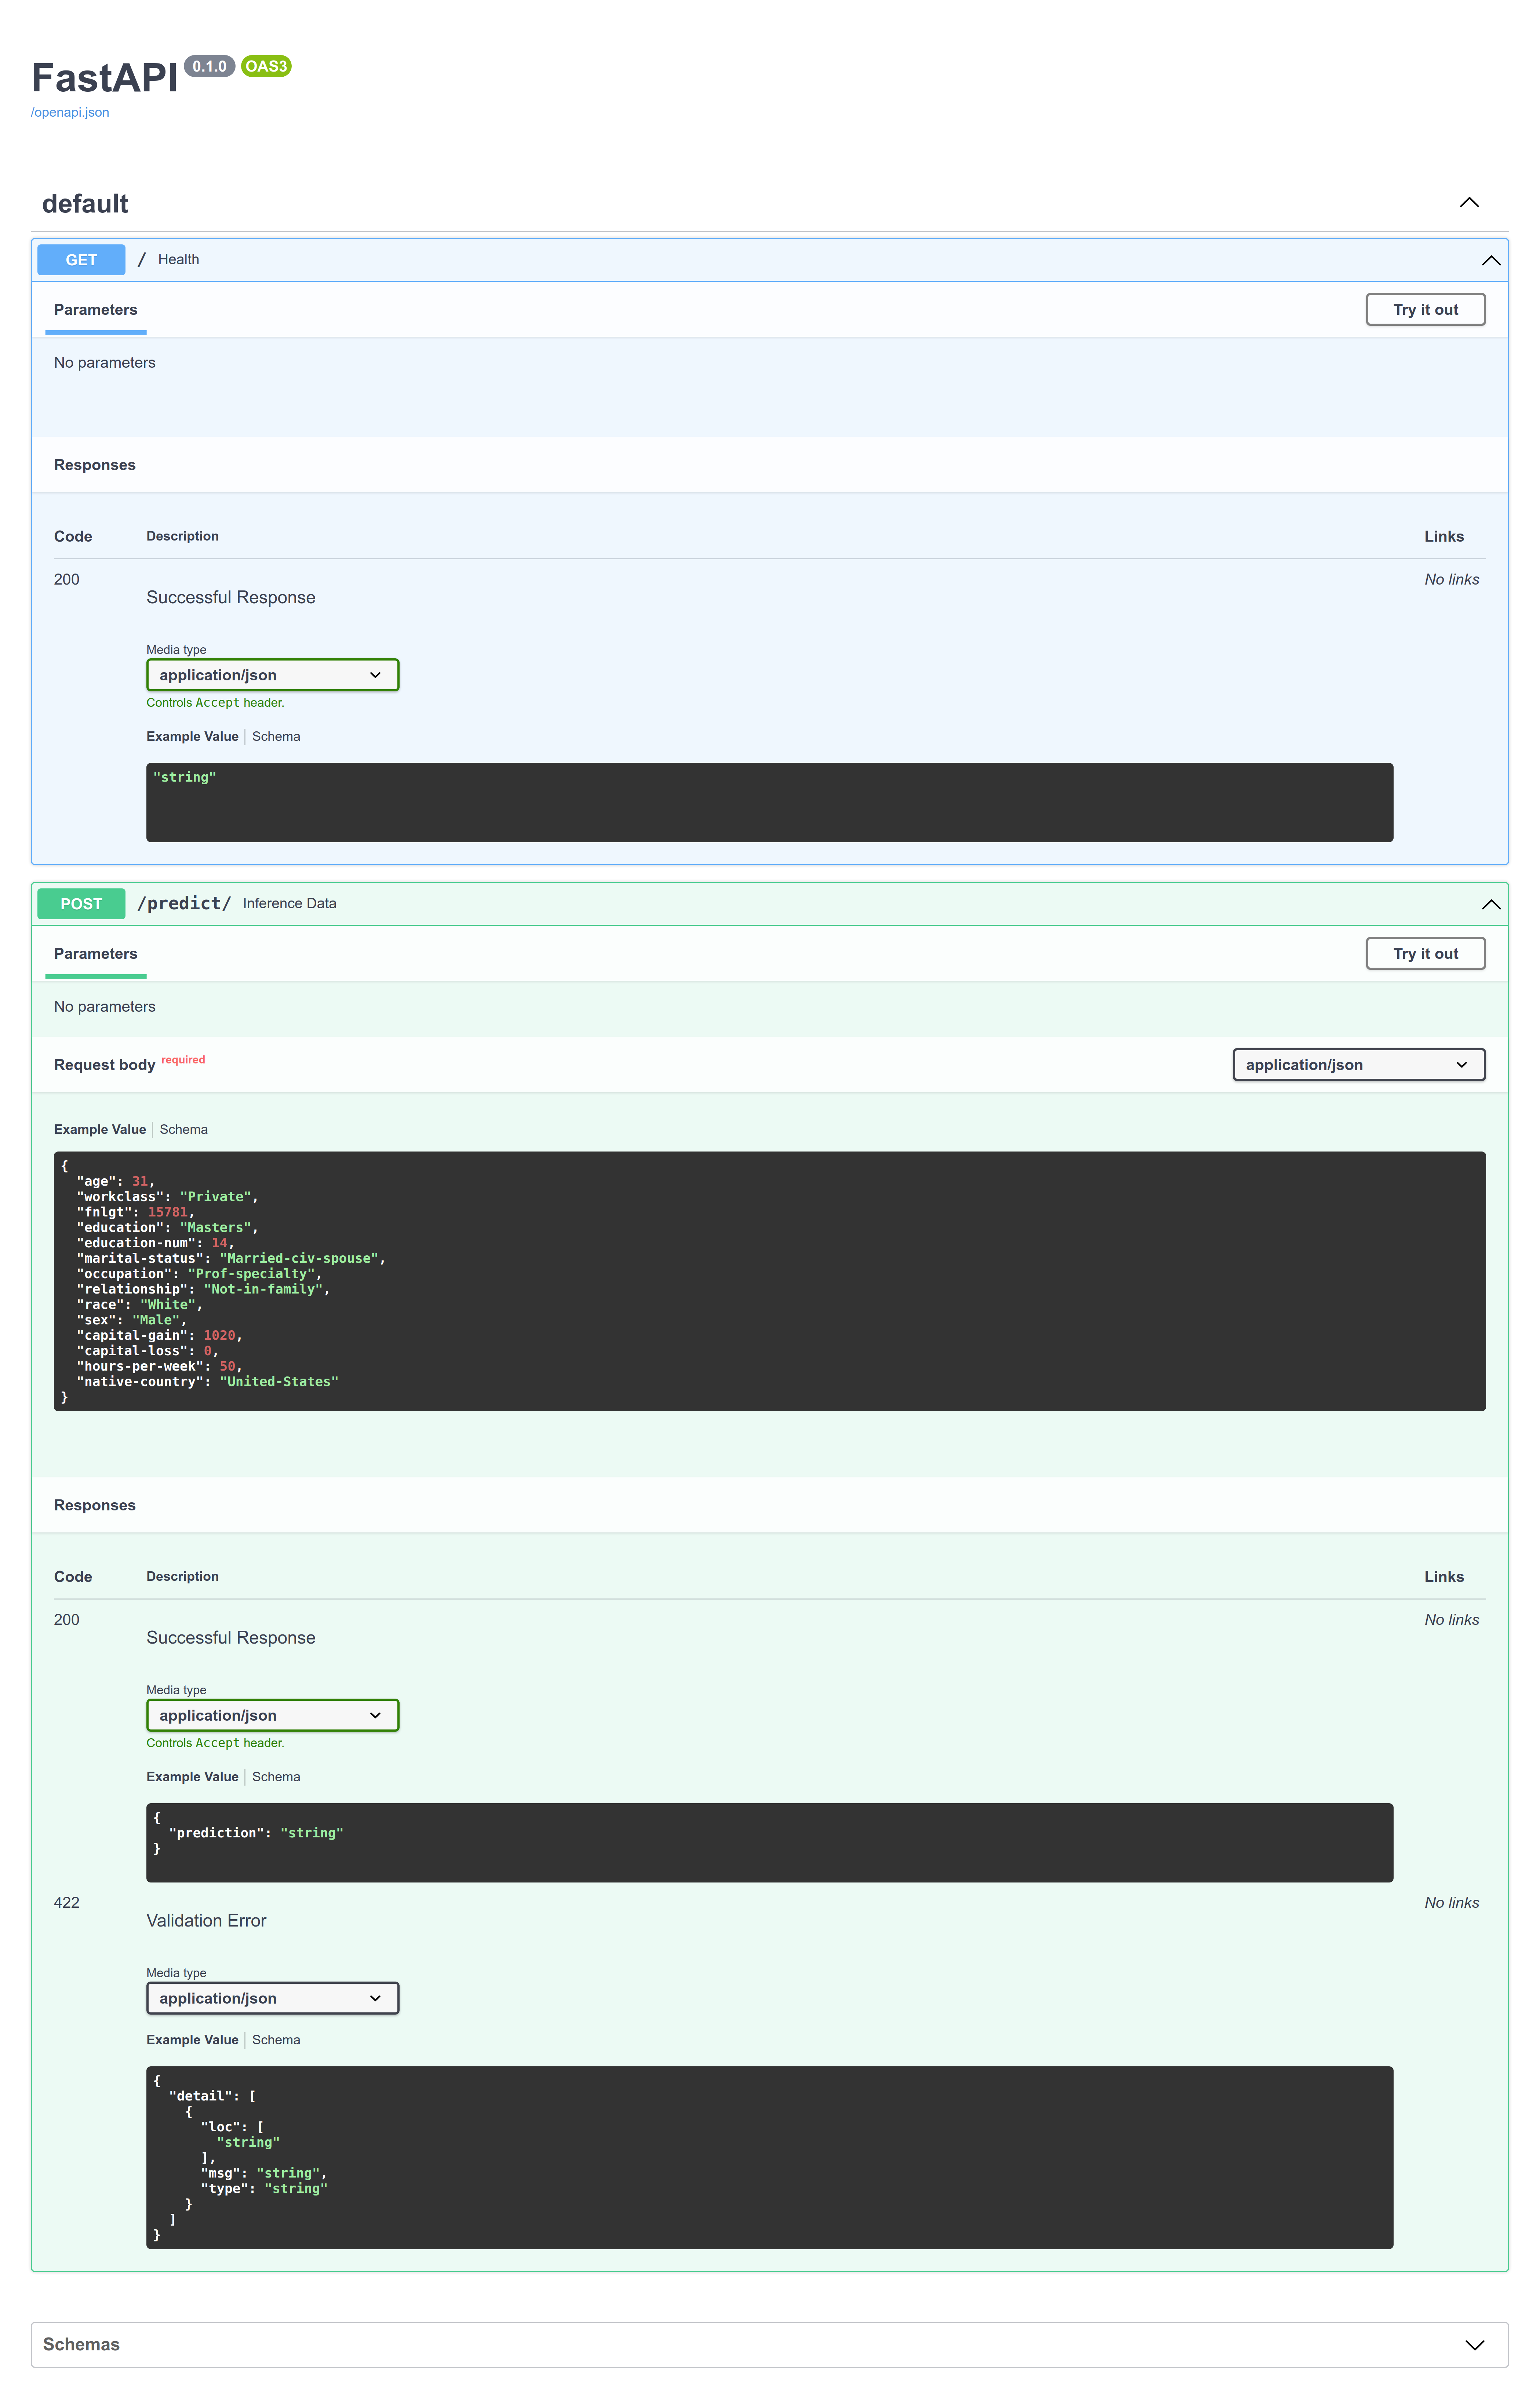 FastAPI 0.1.0 OAS3
/openapi.json
default
GET / Health
Parameters Try it out
No parameters
Responses
Code Description Links
200 No links
Successful Response
Media type
application/json
Controls Accept header.
Example Value Schema
"string"
POST /predict/ Inference Data
Parameters Try it out
No parameters
Request body required application/json
Example Value Schema
{
  "age": 31,
  "workclass": "Private",
  "fnlgt": 15781,
  "education": "Masters",
  "education-num": 14,
  "marital-status": "Married-civ-spouse",
  "occupation": "Prof-specialty",
  "relationship": "Not-in-family",
  "race": "White",
  "sex": "Male",
  "capital-gain": 1020,
  "capital-loss": 0,
  "hours-per-week": 50,
  "native-country": "United-States"
}
Responses
Code Description Links
200 No links
Successful Response
Media type
application/json
Controls Accept header.
Example Value Schema
{
  "prediction": "string"
}
422 No links
Validation Error
Media type
application/json
Example Value Schema
{
  "detail": [
    {
      "loc": [
        "string"
      ],
      "msg": "string",
      "type": "string"
    }
  ]
}
Schemas